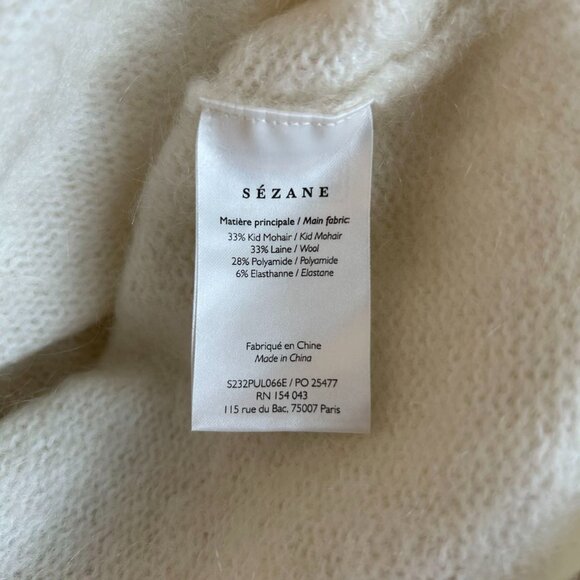 SÉZANE
Matière principale / Main fabric:
33% Kid Mohair / Kid Mohair
33% Laine / Wool
28% Polyamide / Polyamide
6% Elasthanne / Elastane
Fabriqué en Chine
Made in China
S232PUL066E / PO 25477
RN 154 043
115 rue du Bac, 75007 Paris